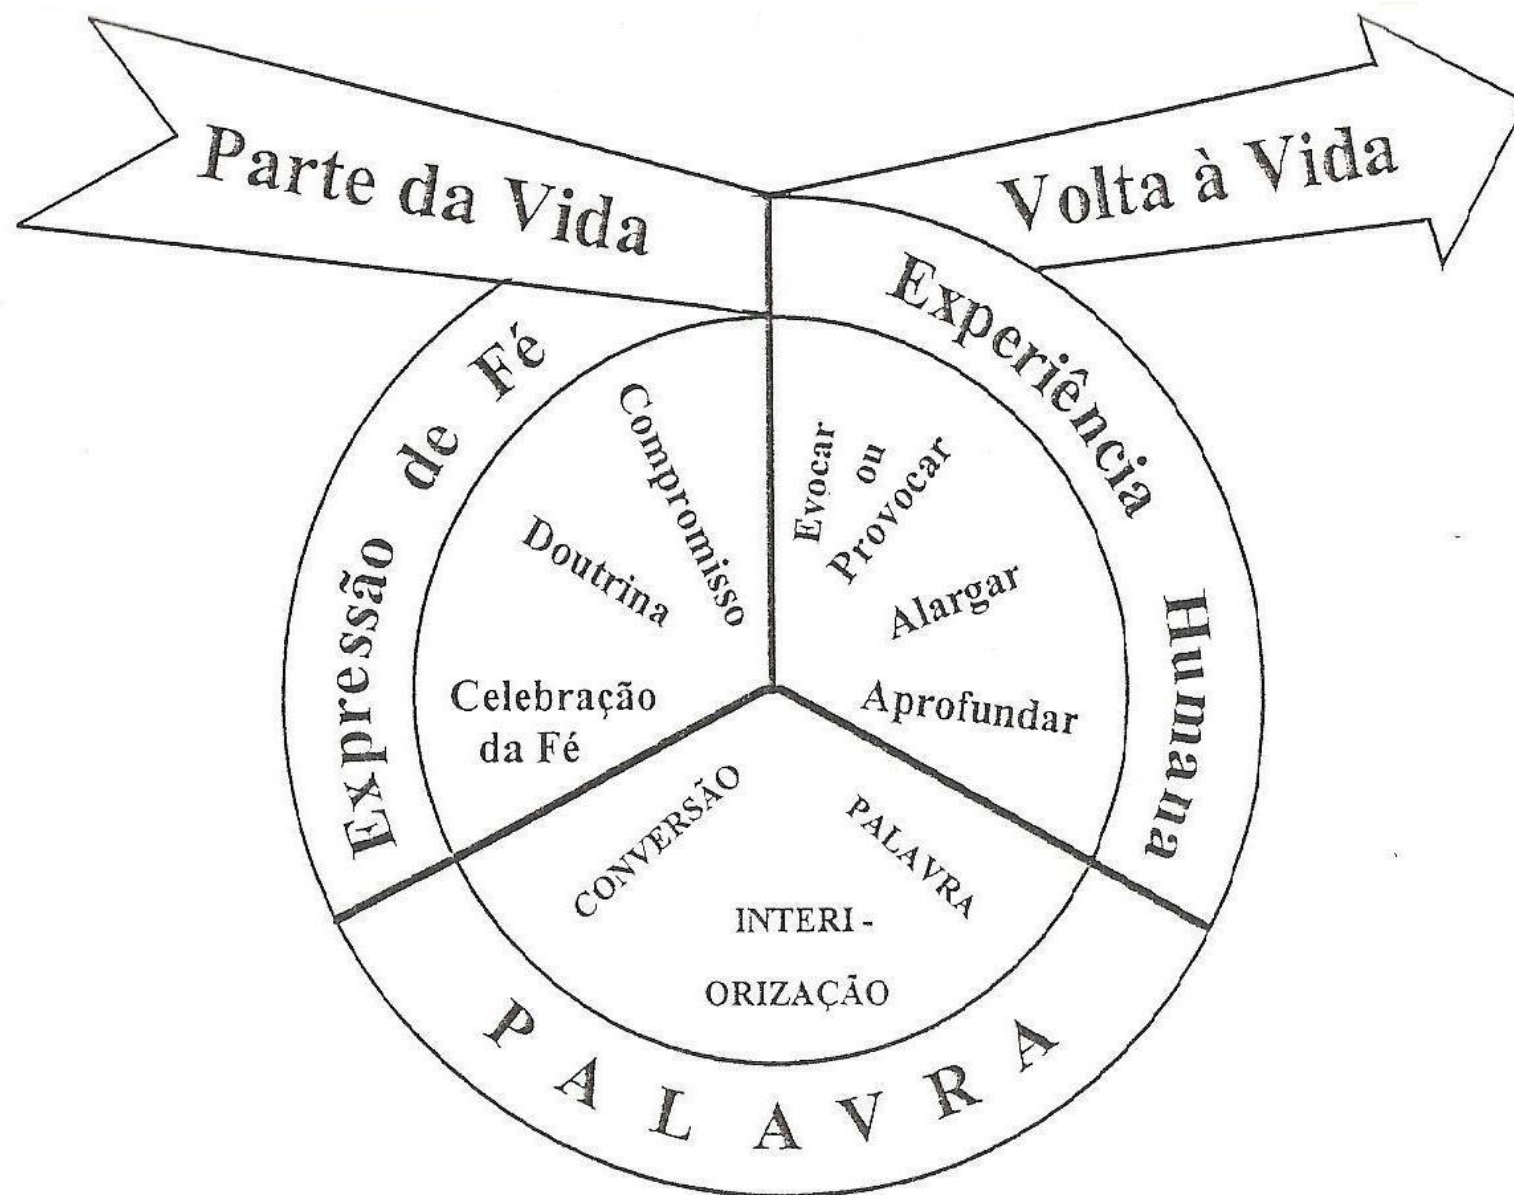 Parte da Vida
Volta à Vida
Experiência Humana
Evocar
ou
Provocar
Alargar
Aprofundar
PALAVRA
PALAVRA
INTERI -
ORIZAÇÃO
CONVERSÃO
Expressão de Fé
Celebração
da Fé
Doutrina
Compromisso